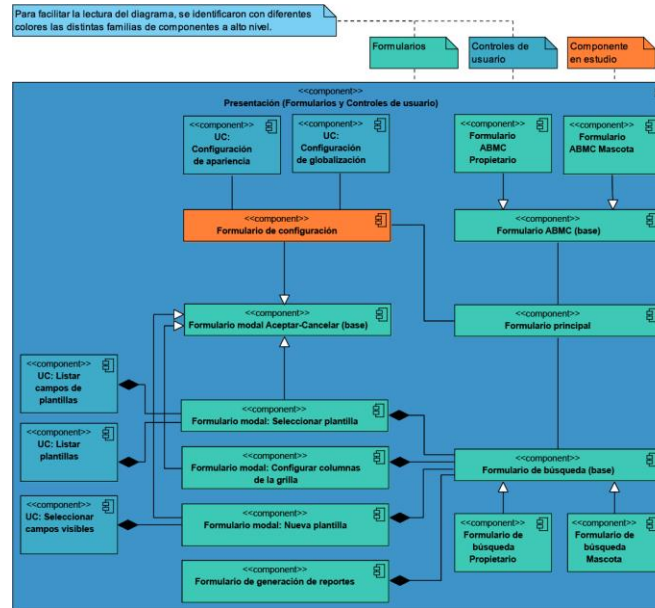 Para facilitar la lectura del diagrama, se identificaron con diferentes
colores las distintas familias de componentes a alto nivel.
Formularios
Controles de
usuario
Componente
en estudio
<<component>>
Presentación (Formularios y Controles de usuario)
<<component>>
UC:
Configuración
de apariencia
<<component>>
UC:
Configuración
de globalización
<<component>>
Formulario
ABMC
Propietario
<<component>>
Formulario
ABMC Mascota
<<component>>
Formulario de configuración
<<component>>
Formulario ABMC (base)
<<component>>
Formulario modal Aceptar-Cancelar (base)
<<component>>
Formulario principal
<<component>>
UC: Listar
campos de
plantillas
<<component>>
Formulario modal: Seleccionar plantilla
<<component>>
UC: Listar
plantillas
<<component>>
Formulario modal: Configurar columnas
de la grilla
<<component>>
Formulario de búsqueda (base)
<<component>>
UC: Seleccionar
campos visibles
<<component>>
Formulario modal: Nueva plantilla
<<component>>
Formulario de
búsqueda
Propietario
<<component>>
Formulario de
búsqueda
Mascota
<<component>>
Formulario de generación de reportes